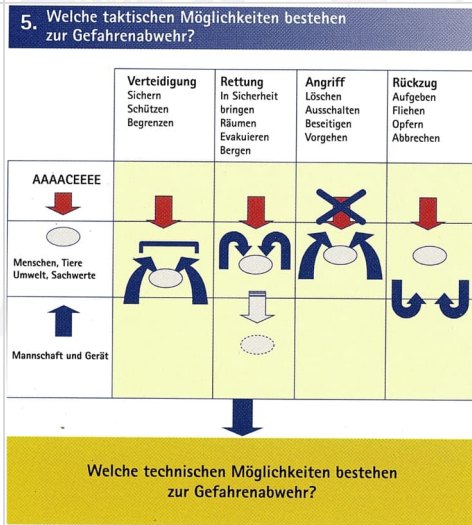 5. Welche taktischen Möglichkeiten bestehen
zur Gefahrenabwehr?
Verteidigung
Sichern
Schützen
Begrenzen
Rettung
In Sicherheit
bringen
Räumen
Evakuieren
Bergen
Angriff
Löschen
Ausschalten
Beseitigen
Vorgehen
Rückzug
Aufgeben
Fliehen
Opfern
Abbrechen
AAAACEEEE
Menschen, Tiere
Umwelt, Sachwerte
Mannschaft und Gerät
Welche technischen Möglichkeiten bestehen
zur Gefahrenabwehr?